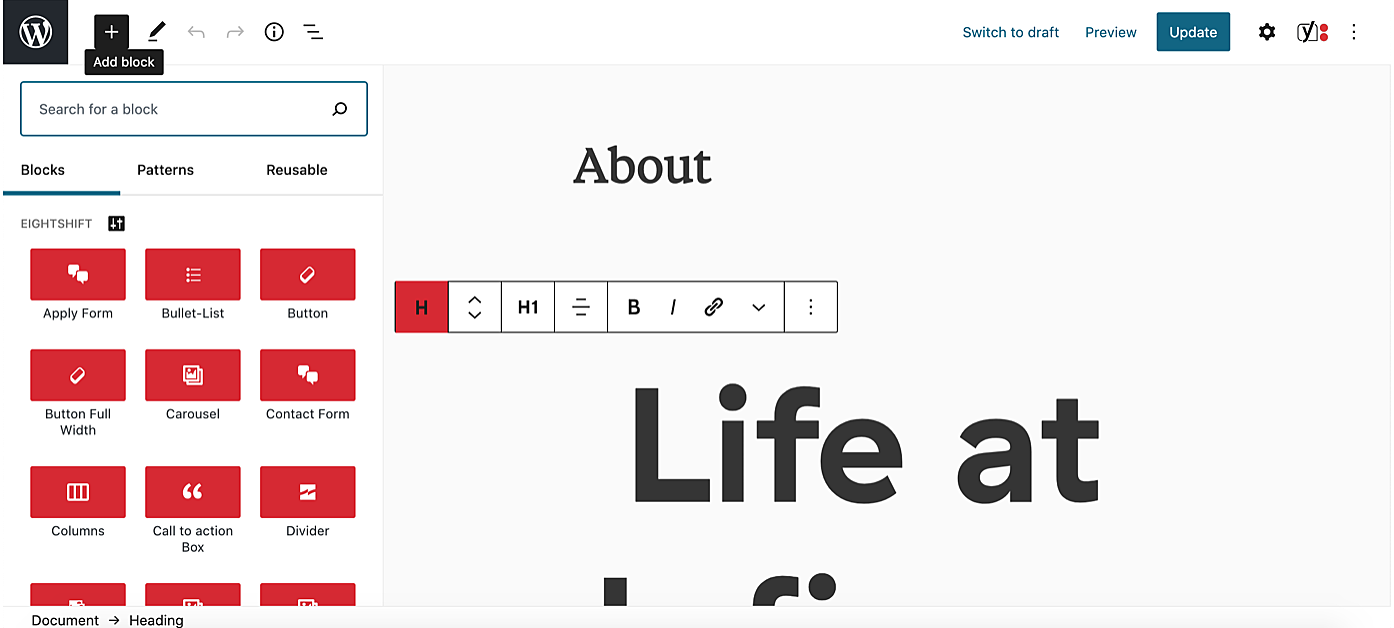 Switch to draft Preview Update
Add block
Search for a block
Blocks Patterns Reusable
EIGHTSHIFT
Apply Form Bullet-List Button
Button Full Width Carousel Contact Form
Columns Call to action Box Divider
About
H H1 B I
Life at
Document → Heading